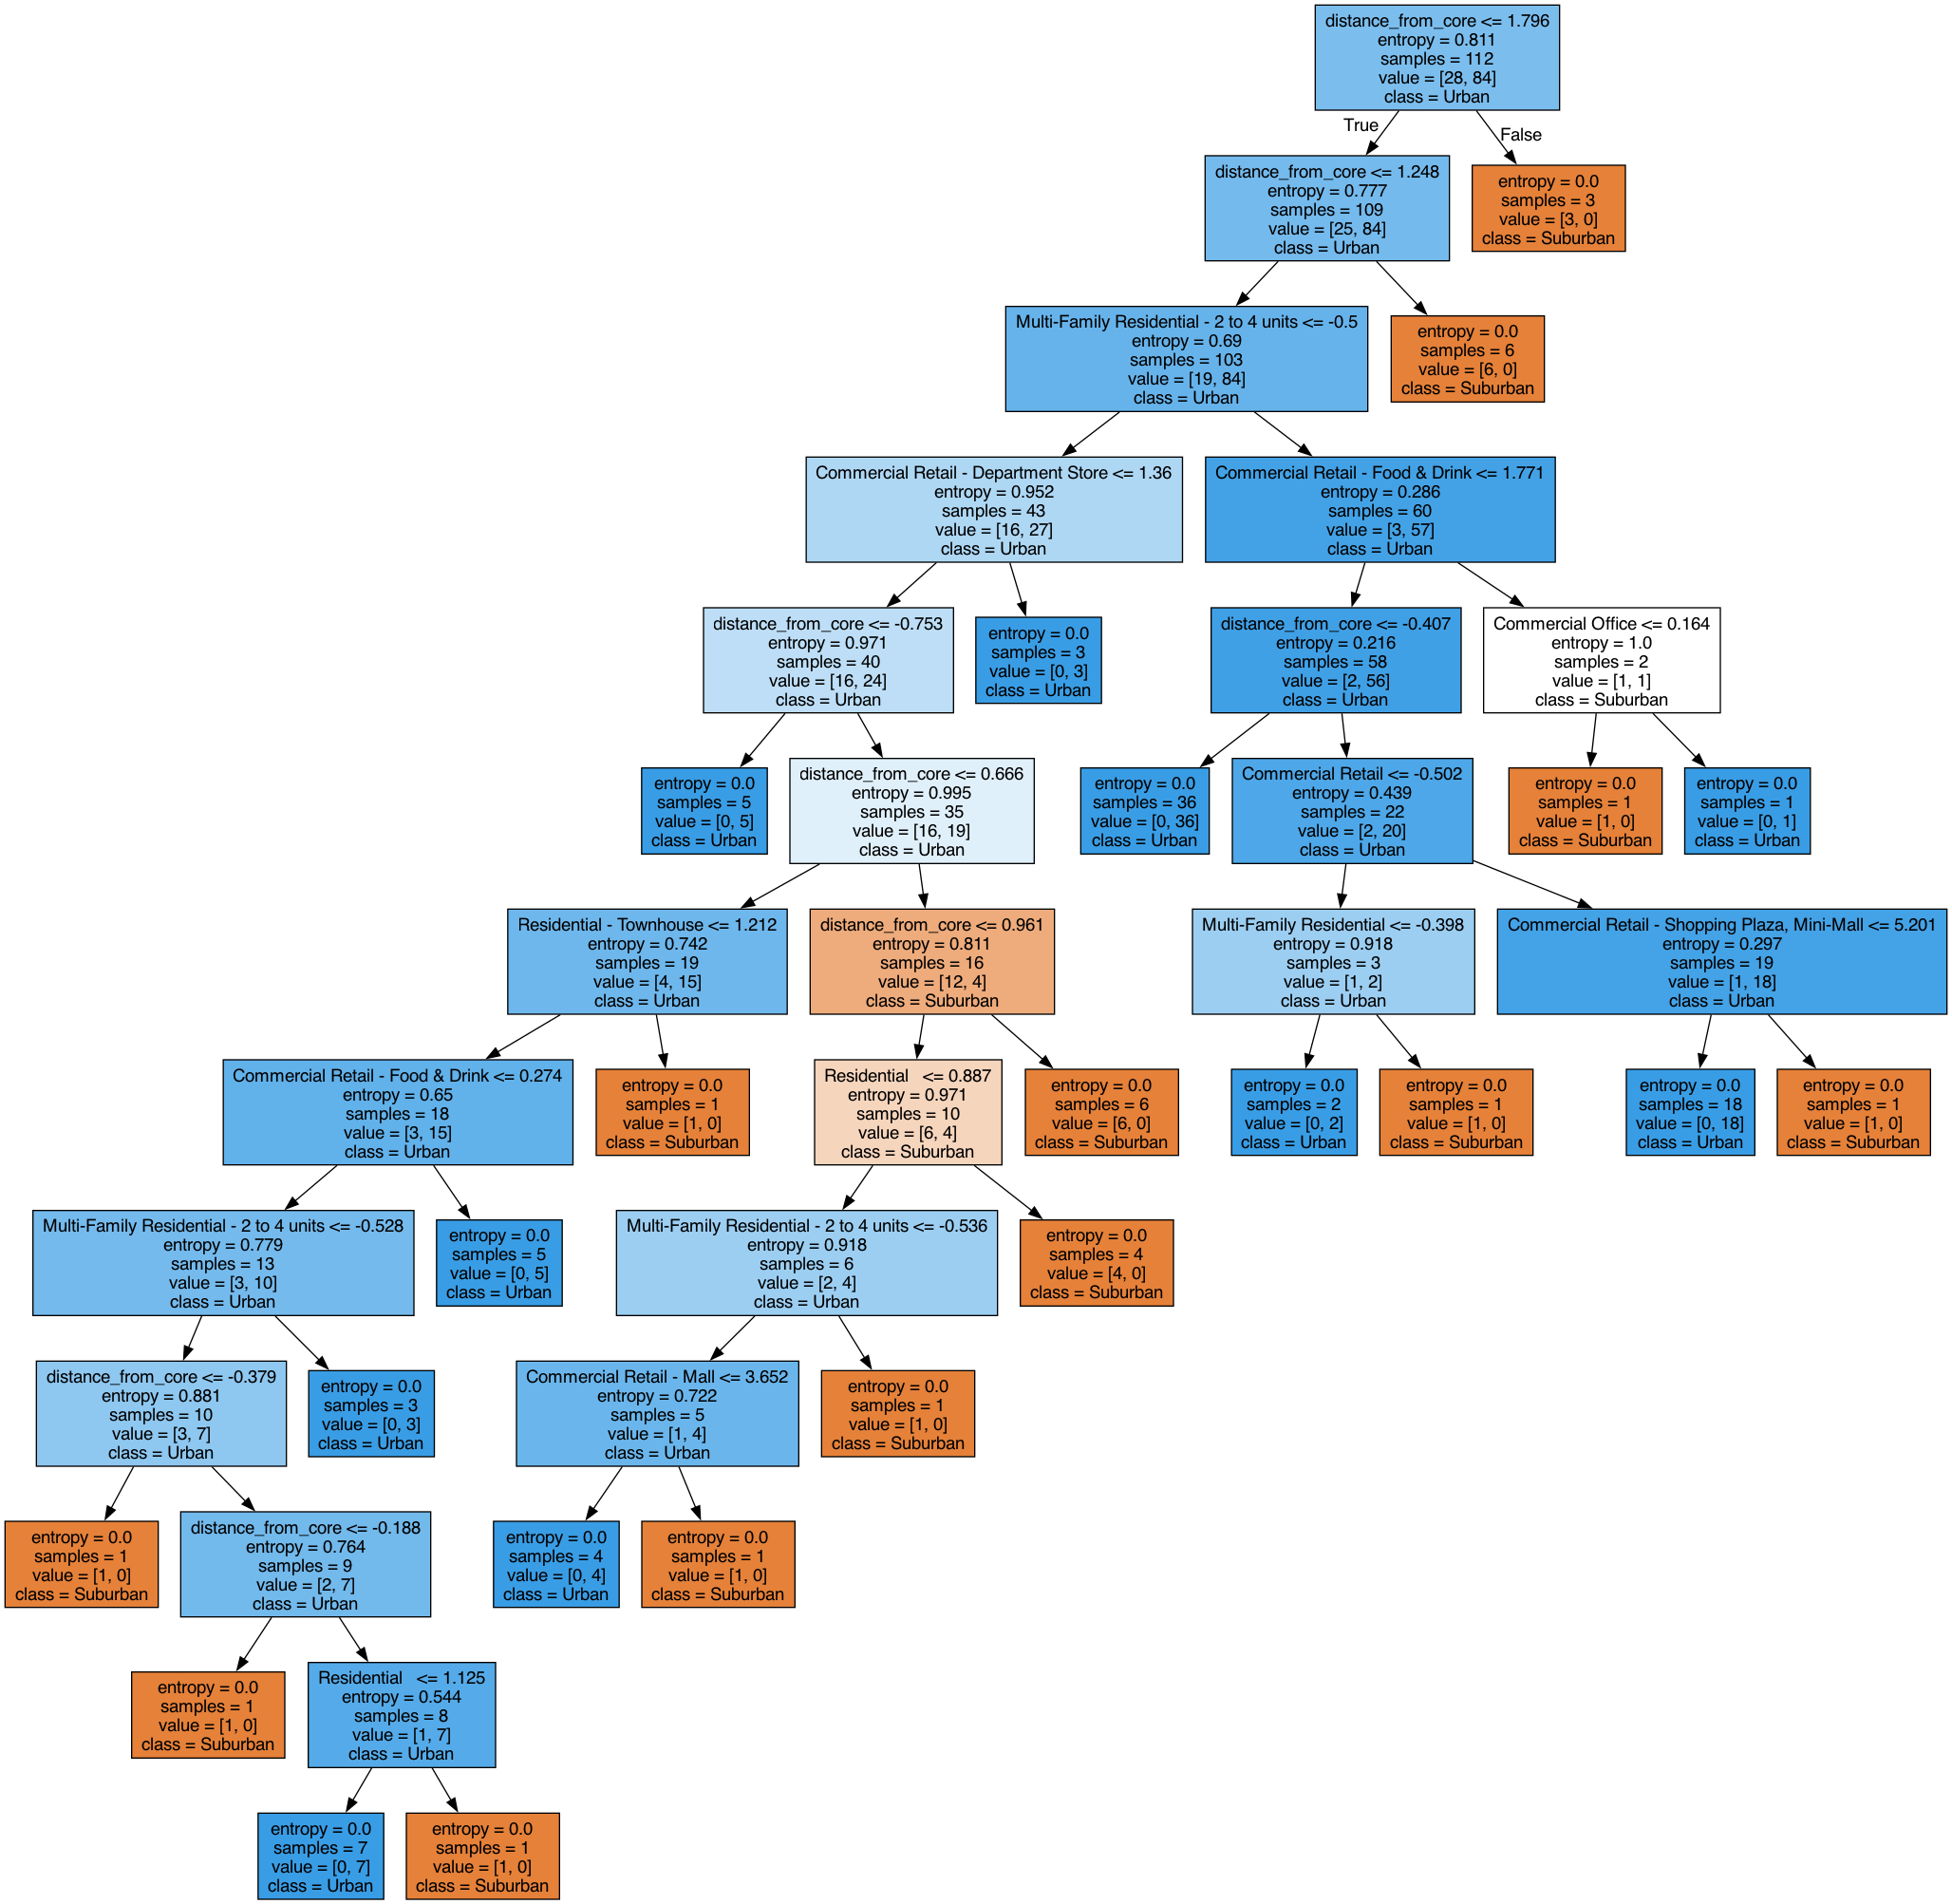 distance_from_core <= 1.796
entropy = 0.811
samples = 112
value = [28, 84]
class = Urban
True
False
distance_from_core <= 1.248
entropy = 0.777
samples = 109
value = [25, 84]
class = Urban
entropy = 0.0
samples = 3
value = [3, 0]
class = Suburban
Multi-Family Residential - 2 to 4 units <= -0.5
entropy = 0.69
samples = 103
value = [19, 84]
class = Urban
entropy = 0.0
samples = 6
value = [6, 0]
class = Suburban
Commercial Retail - Department Store <= 1.36
entropy = 0.952
samples = 43
value = [16, 27]
class = Urban
Commercial Retail - Food & Drink <= 1.771
entropy = 0.286
samples = 60
value = [3, 57]
class = Urban
distance_from_core <= -0.753
entropy = 0.971
samples = 40
value = [16, 24]
class = Urban
entropy = 0.0
samples = 3
value = [0, 3]
class = Urban
distance_from_core <= -0.407
entropy = 0.216
samples = 58
value = [2, 56]
class = Urban
Commercial Office <= 0.164
entropy = 1.0
samples = 2
value = [1, 1]
class = Suburban
entropy = 0.0
samples = 5
value = [0, 5]
class = Urban
distance_from_core <= 0.666
entropy = 0.995
samples = 35
value = [16, 19]
class = Urban
entropy = 0.0
samples = 36
value = [0, 36]
class = Urban
Commercial Retail <= -0.502
entropy = 0.439
samples = 22
value = [2, 20]
class = Urban
entropy = 0.0
samples = 1
value = [1, 0]
class = Suburban
entropy = 0.0
samples = 1
value = [0, 1]
class = Urban
Residential - Townhouse <= 1.212
entropy = 0.742
samples = 19
value = [4, 15]
class = Urban
distance_from_core <= 0.961
entropy = 0.811
samples = 16
value = [12, 4]
class = Suburban
Multi-Family Residential <= -0.398
entropy = 0.918
samples = 3
value = [1, 2]
class = Urban
Commercial Retail - Shopping Plaza, Mini-Mall <= 5.201
entropy = 0.297
samples = 19
value = [1, 18]
class = Urban
Commercial Retail - Food & Drink <= 0.274
entropy = 0.65
samples = 18
value = [3, 15]
class = Urban
entropy = 0.0
samples = 1
value = [1, 0]
class = Suburban
Residential   <= 0.887
entropy = 0.971
samples = 10
value = [6, 4]
class = Suburban
entropy = 0.0
samples = 6
value = [6, 0]
class = Suburban
entropy = 0.0
samples = 2
value = [0, 2]
class = Urban
entropy = 0.0
samples = 1
value = [1, 0]
class = Suburban
entropy = 0.0
samples = 18
value = [0, 18]
class = Urban
entropy = 0.0
samples = 1
value = [1, 0]
class = Suburban
Multi-Family Residential - 2 to 4 units <= -0.528
entropy = 0.779
samples = 13
value = [3, 10]
class = Urban
entropy = 0.0
samples = 5
value = [0, 5]
class = Urban
Multi-Family Residential - 2 to 4 units <= -0.536
entropy = 0.918
samples = 6
value = [2, 4]
class = Urban
entropy = 0.0
samples = 4
value = [4, 0]
class = Suburban
distance_from_core <= -0.379
entropy = 0.881
samples = 10
value = [3, 7]
class = Urban
entropy = 0.0
samples = 3
value = [0, 3]
class = Urban
Commercial Retail - Mall <= 3.652
entropy = 0.722
samples = 5
value = [1, 4]
class = Urban
entropy = 0.0
samples = 1
value = [1, 0]
class = Suburban
entropy = 0.0
samples = 1
value = [1, 0]
class = Suburban
distance_from_core <= -0.188
entropy = 0.764
samples = 9
value = [2, 7]
class = Urban
entropy = 0.0
samples = 4
value = [0, 4]
class = Urban
entropy = 0.0
samples = 1
value = [1, 0]
class = Suburban
entropy = 0.0
samples = 1
value = [1, 0]
class = Suburban
Residential   <= 1.125
entropy = 0.544
samples = 8
value = [1, 7]
class = Urban
entropy = 0.0
samples = 7
value = [0, 7]
class = Urban
entropy = 0.0
samples = 1
value = [1, 0]
class = Suburban